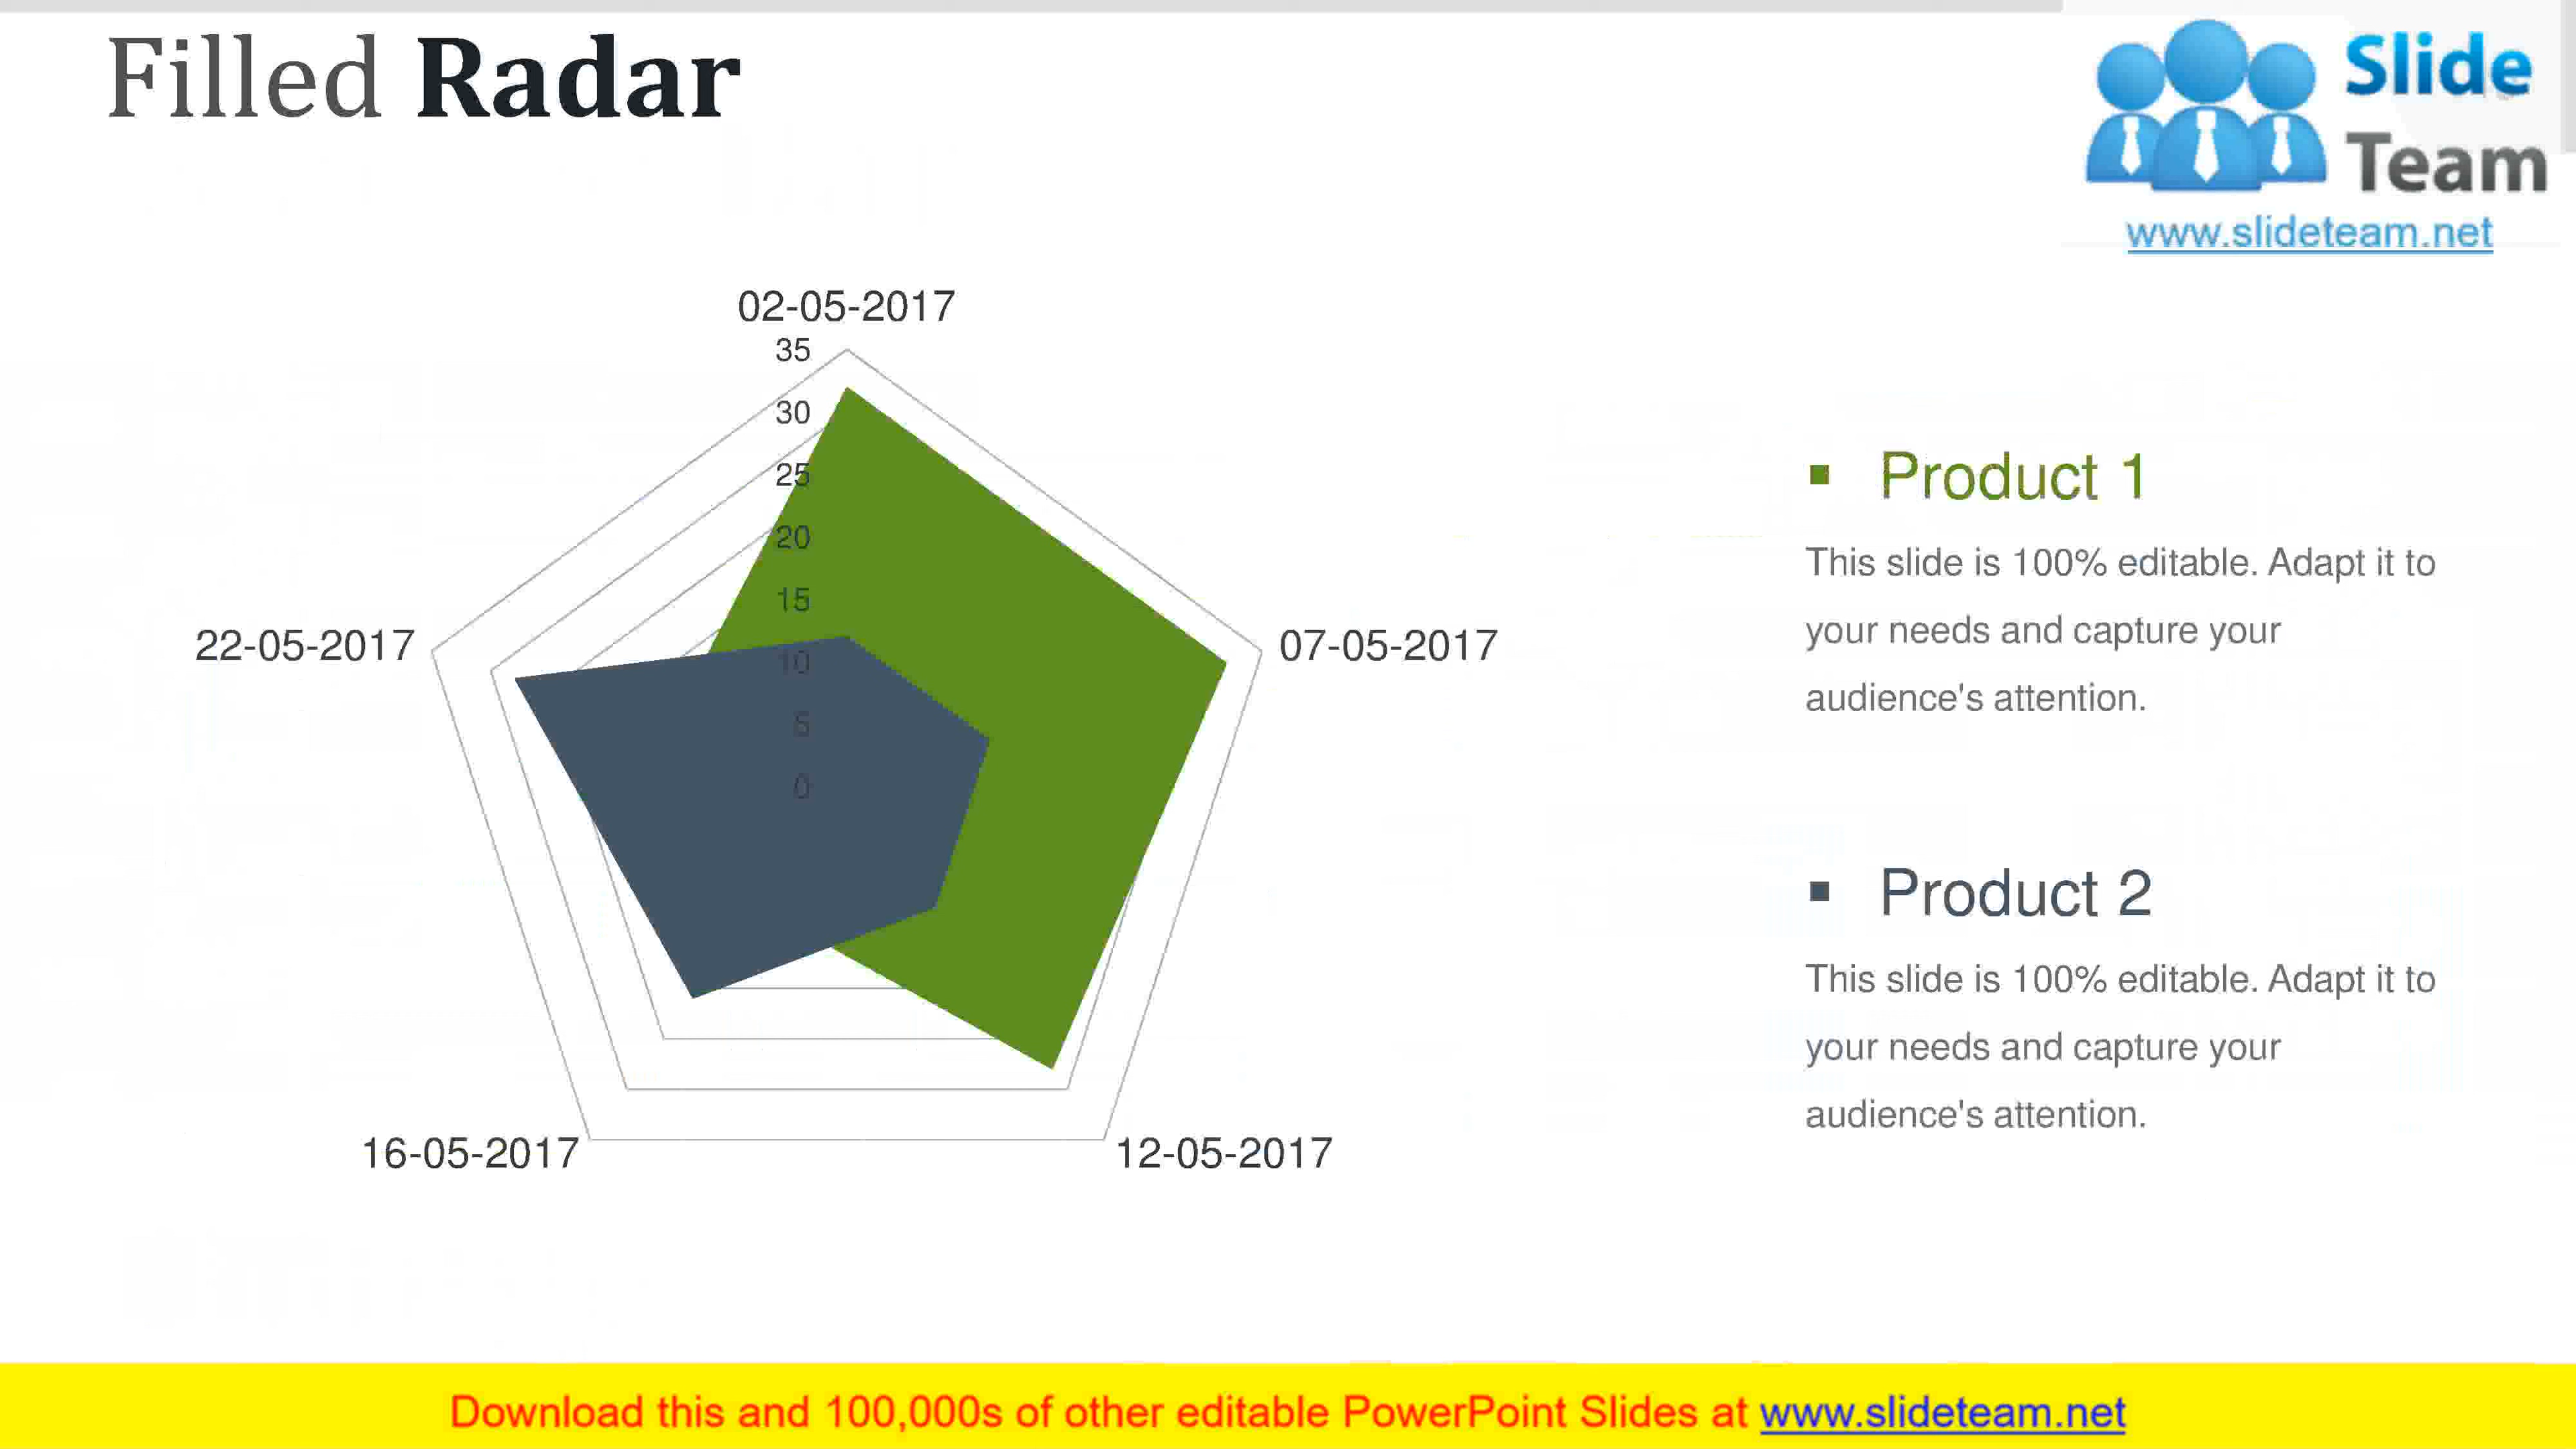 Filled Radar
Slide
Team
www.slideteam.net
02-05-2017
35
30
25
20
15
10
5
0
22-05-2017
07-05-2017
16-05-2017
12-05-2017
▪ Product 1
This slide is 100% editable. Adapt it to
your needs and capture your
audience's attention.
▪ Product 2
This slide is 100% editable. Adapt it to
your needs and capture your
audience's attention.
Download this and 100,000s of other editable PowerPoint Slides at www.slideteam.net